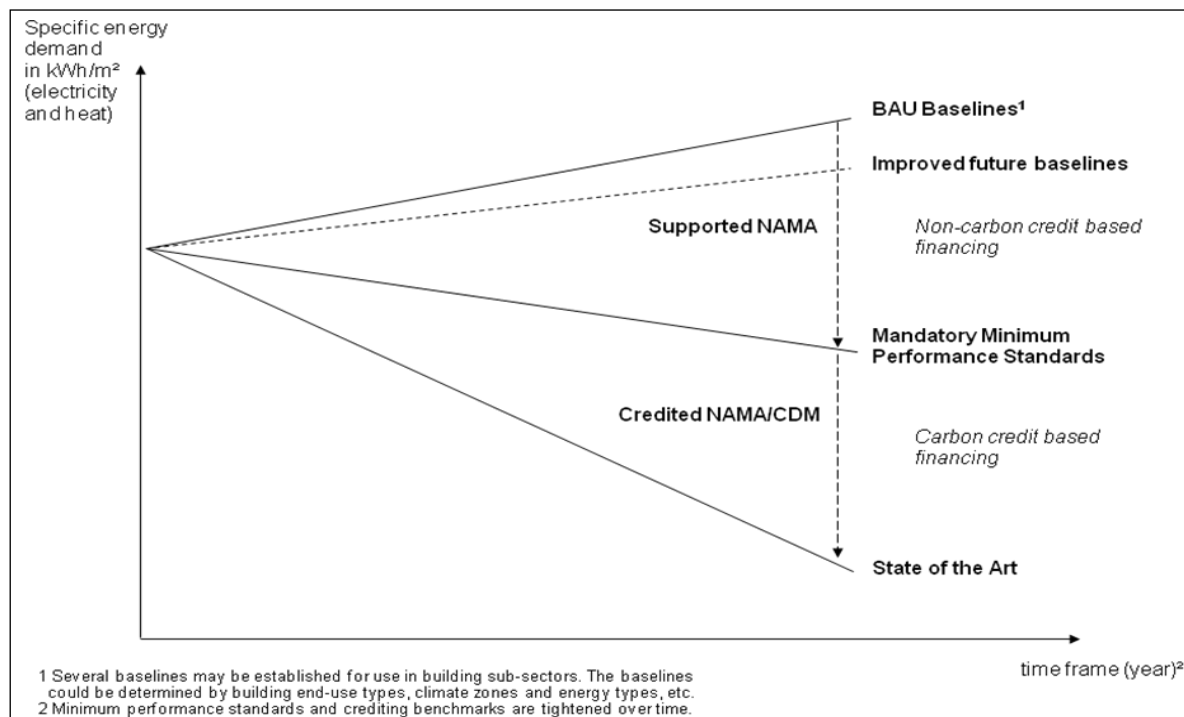 Specific energy
demand
in kWh/m²
(electricity
and heat)
BAU Baselines¹
Improved future baselines
Supported NAMA
Non-carbon credit based
financing
Mandatory Minimum
Performance Standards
Credited NAMA/CDM
Carbon credit based
financing
State of the Art
time frame (year)²
1 Several baselines may be established for use in building sub-sectors. The baselines
could be determined by building end-use types, climate zones and energy types, etc.
2 Minimum performance standards and crediting benchmarks are tightened over time.